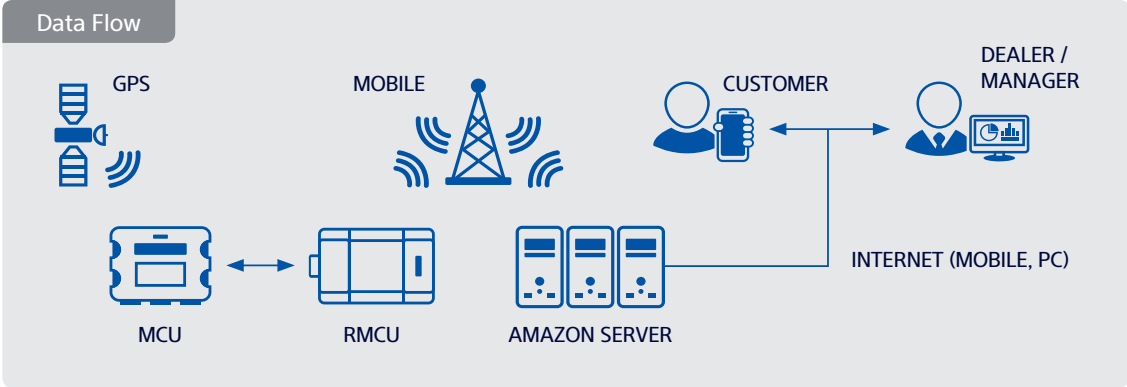 Data Flow
GPS
MOBILE
CUSTOMER
DEALER /
MANAGER
INTERNET (MOBILE, PC)
MCU
RMCU
AMAZON SERVER